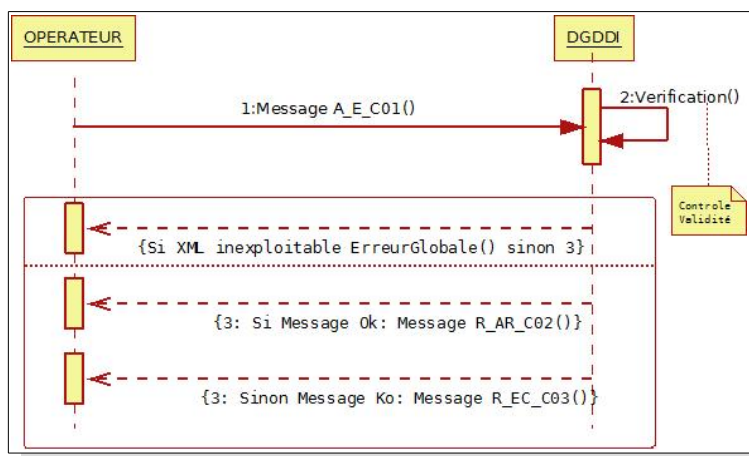 OPERATEUR
DGDDI
1:Message A_E_C01()
2:Verification()
Controle
Validité
{Si XML inexploitable ErreurGlobale() sinon 3}
{3: Si Message Ok: Message R_AR_C02()}
{3: Sinon Message Ko: Message R_EC_C03()}